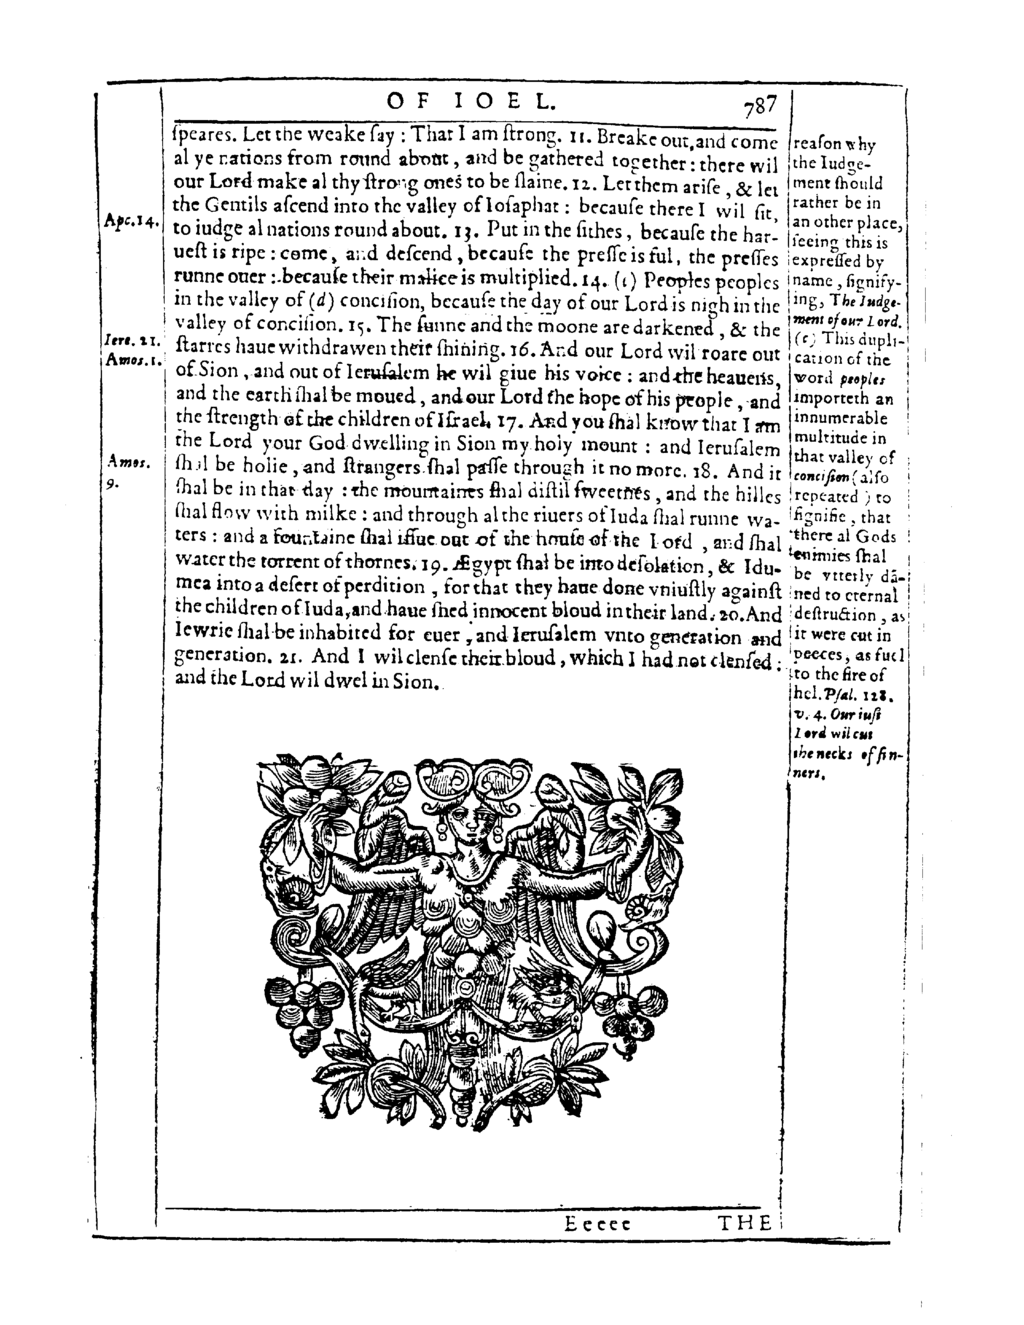 OF IOEL.
787
ſpeares. Let the weake ſay : That I am ſtrong. 11. Breake out, and come
al ye nations from round about, and be gathered together: there wil
our Lord make al thy ſtrong ones to be ſlaine. 12. Let them ariſe, & let
the Gentils aſcend into the valley of Ioſaphat : becauſe there I wil ſit,
to iudge al nations round about. 13. Put in the ſithes, becauſe the har-
ueſt is ripe : come, and deſcend, becauſe the preſſe is ful, the preſſes
runne ouer : becauſe their malice is multiplied. 14. (c) Peoples peoples
in the valley of (d) conciſion, becauſe the day of our Lord is nigh in the
valley of conciſion. 15. The ſunne and the moone are darkened, & the
ſtarres haue withdrawen their ſhining. 16. And our Lord wil roare out
of Sion, and out of Ieruſalem he wil giue his voice : and the heauens,
and the earth ſhal be moued, and our Lord the hope of his people, and
the ſtrength of the children of Iſrael. 17. And you ſhal know that I am
the Lord your God dwelling in Sion my holy mount : and Ieruſalem
ſhal be holie, and ſtrangers ſhal paſſe through it no more. 18. And it
ſhal be in that day : the mountaines ſhal diſtil ſweetnes, and the hilles
ſhal flow with milke : and through al the riuers of Iuda ſhal runne wa-
ters : and a fountaine ſhal iſſue out of the houſe of the Lord, and ſhal
water the torrent of thornes. 19. Ægypt ſhal be into deſolation, & Idu-
mea into a deſert of perdition, for that they haue done vniuſtly againſt
the children of Iuda, and haue ſhed innocent bloud in their land. 20. And
Iewrie ſhal be inhabited for euer, and Ieruſalem vnto generation and
generation. 21. And I wil clenſe their bloud, which I had not clenſed :
and the Lord wil dwel in Sion.
Apc. 14.
Iere. 25.
Amos. 1.
Amos.
9.
reaſon why
the Iudge-
ment ſhould
rather be in
an other place,
ſeeing this is
expreſſed by
name, ſignify-
ing, The Iudge-
ment of our Lord.
(c) This dupli-
cation of the
word peoples
importeth an
innumerable
multitude in
that valley of
conciſion (alſo
repeated) to
ſignifie, that
there al Gods
enimies ſhal
be vtterly dā-
ned to eternal
deſtruction, as
it were cut in
peeces, as fuel
to the fire of
hel. Pſal. 128.
v. 4. Our iuſt
Lord wil cut
the necks of ſin-
ners.
Eeeee
THE